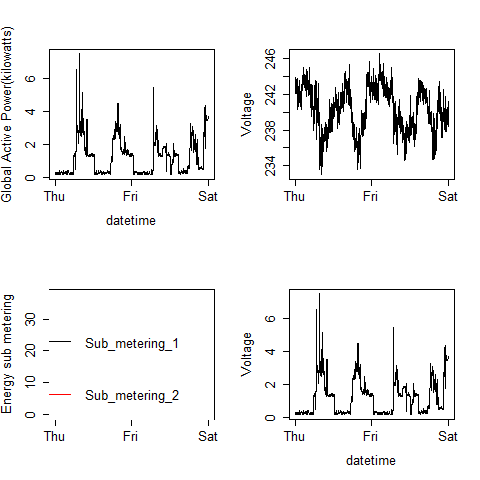 Global Active Power(kilowatts)
0 2 4 6
Thu Fri Sat
datetime
Voltage
234 238 242 246
Thu Fri Sat
Energy sub metering
0 10 20 30
Sub_metering_1
Sub_metering_2
Thu Fri Sat
Voltage
0 2 4 6
Thu Fri Sat
datetime